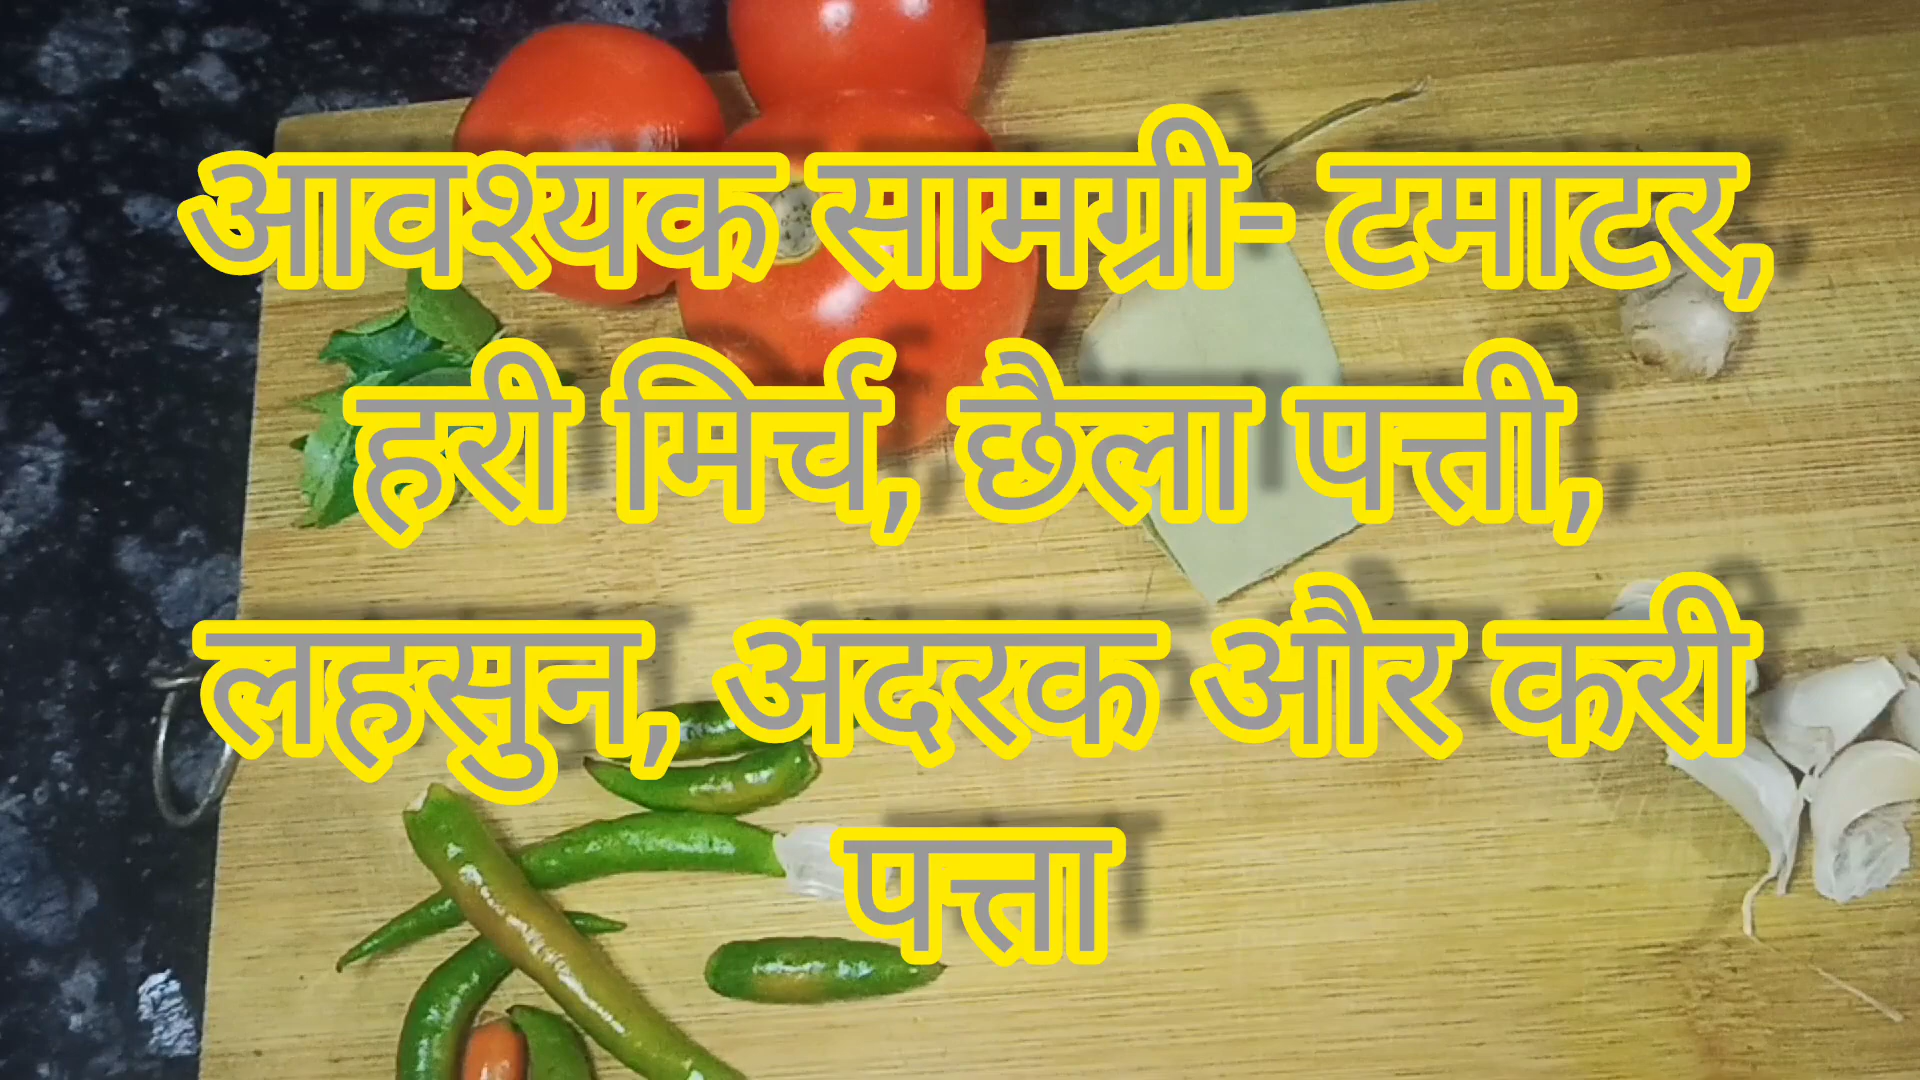 आवश्यक सामग्री- टमाटर,
हरी मिर्च, छैला पत्ती,
लहसुन, अदरक और करी
पत्ता